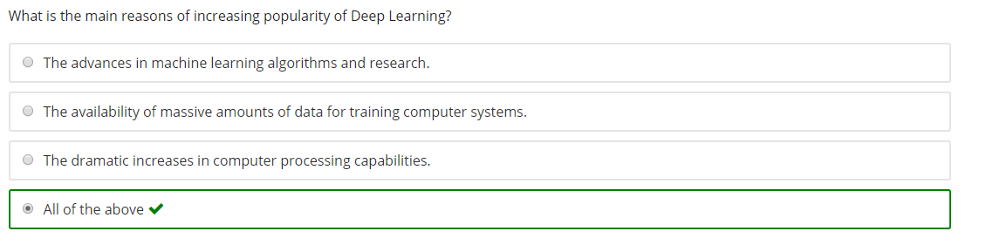 What is the main reasons of increasing popularity of Deep Learning?
The advances in machine learning algorithms and research.
The availability of massive amounts of data for training computer systems.
The dramatic increases in computer processing capabilities.
All of the above